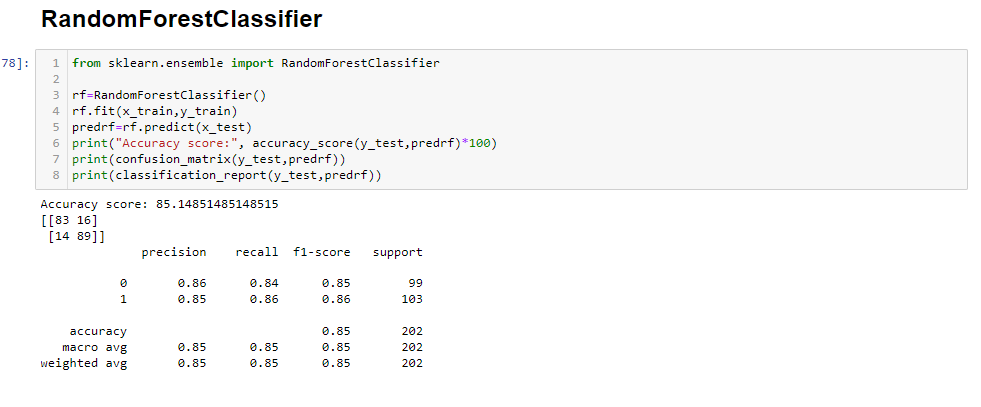 RandomForestClassifier
78]:
1 from sklearn.ensemble import RandomForestClassifier
2
3 rf=RandomForestClassifier()
4 rf.fit(x_train,y_train)
5 predrf=rf.predict(x_test)
6 print("Accuracy score:", accuracy_score(y_test,predrf)*100)
7 print(confusion_matrix(y_test,predrf))
8 print(classification_report(y_test,predrf))
Accuracy score: 85.14851485148515
[[83 16]
[14 89]]
precision recall f1-score support
0 0.86 0.84 0.85 99
1 0.85 0.86 0.86 103
accuracy 0.85 202
macro avg 0.85 0.85 0.85 202
weighted avg 0.85 0.85 0.85 202